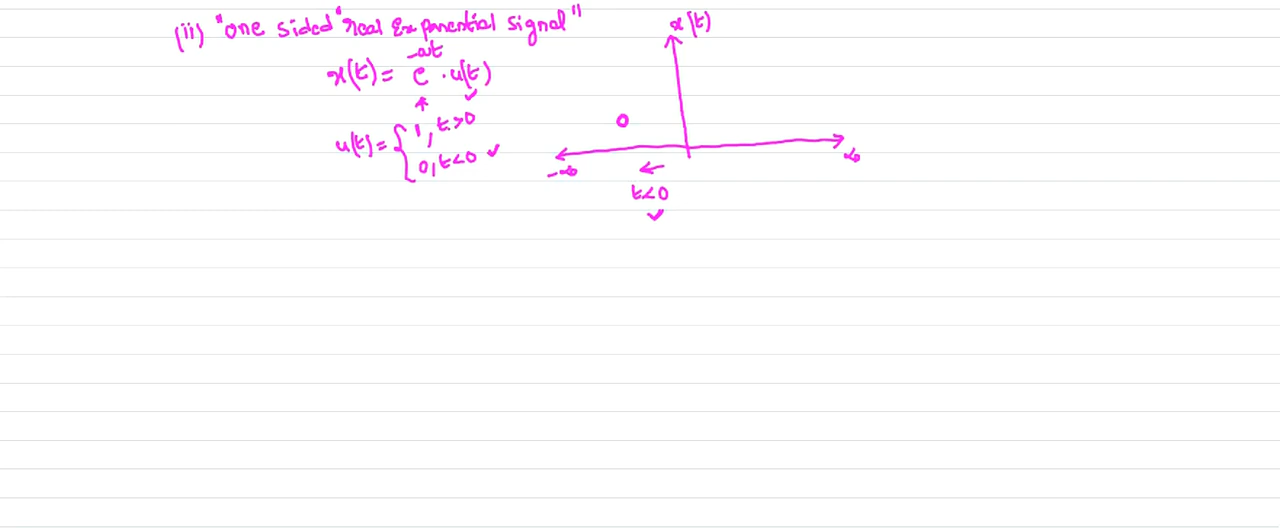 (ii) "one sided" real Exponential signal"
x(t) = e^-at · u(t)
u(t) = { 1, t>0
0, t<0
x(t)
0
-∞
∞
t<0